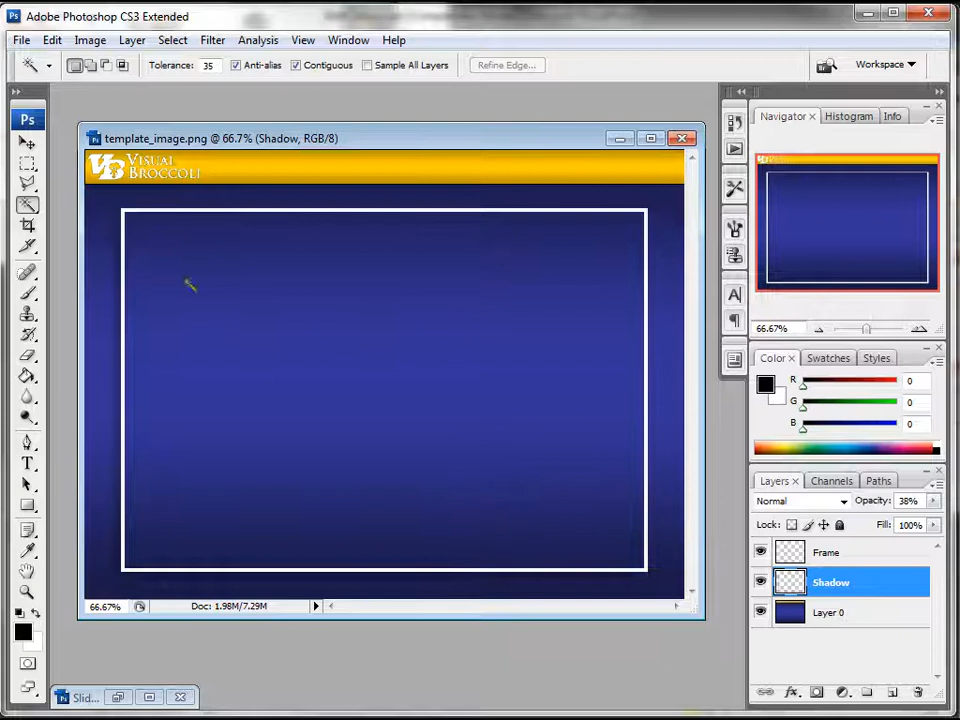 Ps Adobe Photoshop CS3 Extended
File Edit Image Layer Select Filter Analysis View Window Help
Tolerance: 35 Anti-alias Contiguous Sample All Layers Refine Edge... Workspace
Ps
template_image.png @ 66.7% (Shadow, RGB/8)
VB VISUAL
BROCCOLI
66.67% Doc: 1.98M/7.29M
Slid...
Navigator Histogram Info
66.67%
Color Swatches Styles
R 0
G 0
B 0
Layers Channels Paths
Normal Opacity: 38%
Lock: Fill: 100%
Frame
Shadow
Layer 0